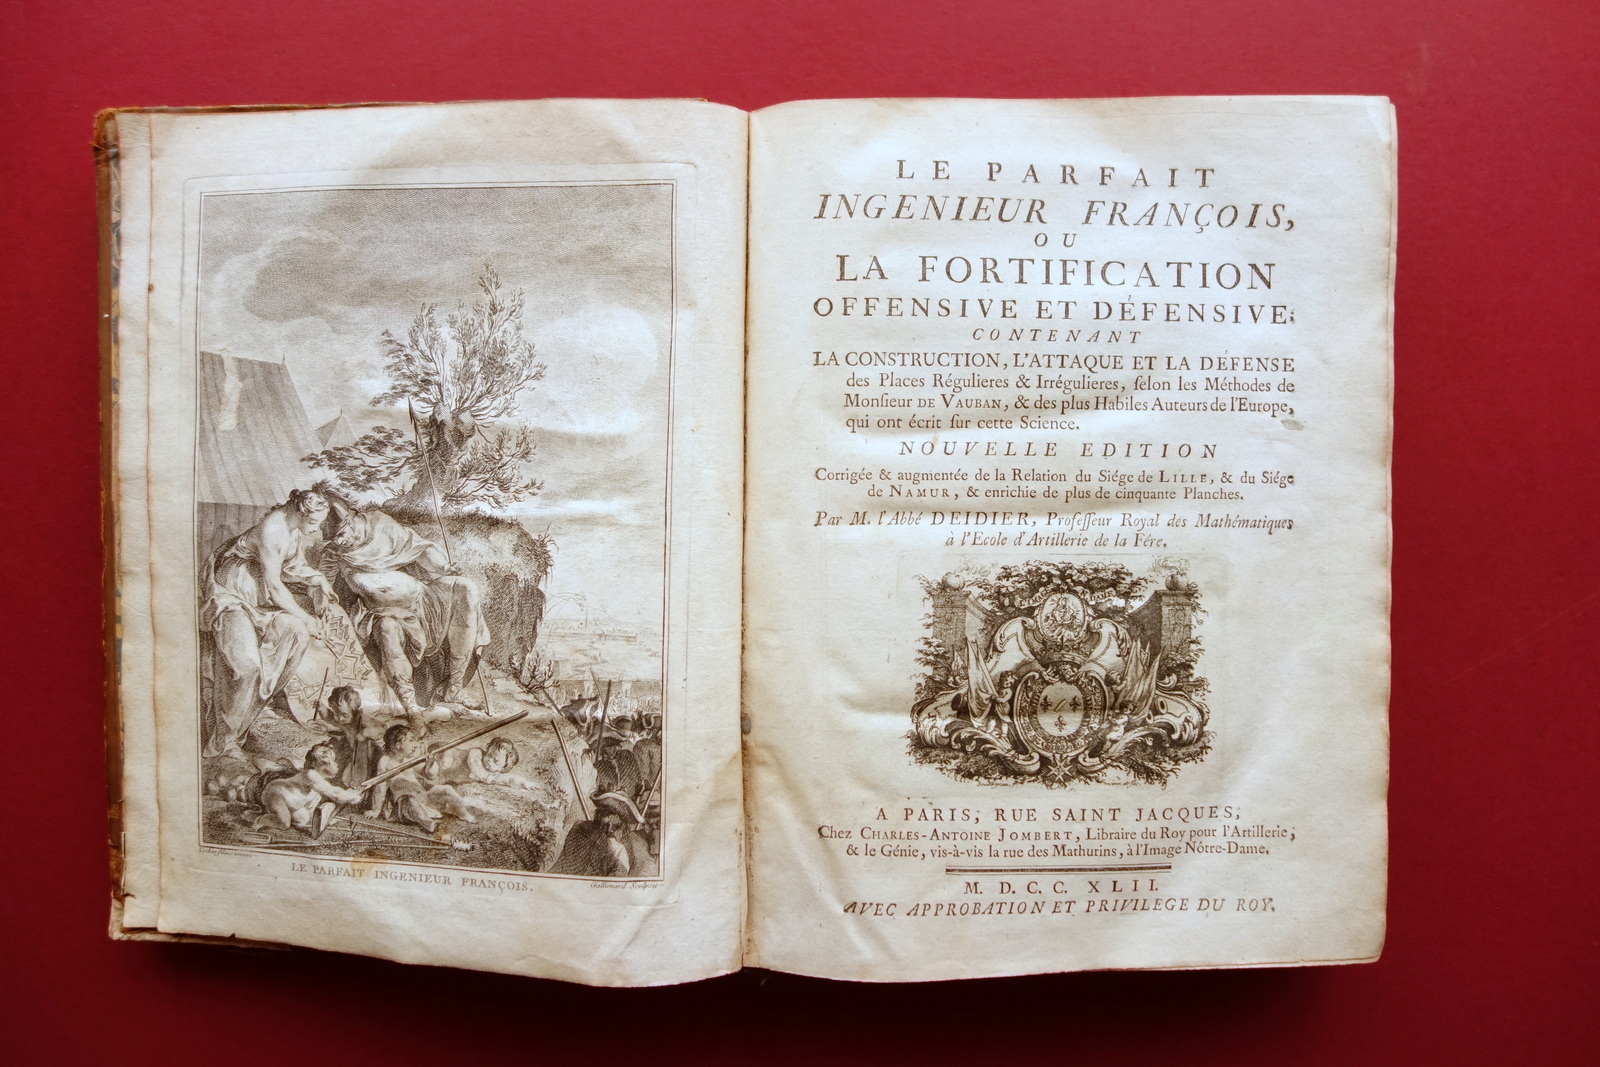 LE PARFAIT INGENIEUR FRANÇOIS.
Gallimard Sculpsit
LE PARFAIT
INGENIEUR FRANÇOIS,
OU
LA FORTIFICATION
OFFENSIVE ET DÉFENSIVE;
CONTENANT
LA CONSTRUCTION, L'ATTAQUE ET LA DÉFENSE
des Places Régulieres & Irrégulieres, ſelon les Méthodes de
Monſieur DE VAUBAN, & des plus Habiles Auteurs de l'Europe,
qui ont écrit ſur cette Science.
NOUVELLE EDITION
Corrigée & augmentée de la Relation du Siége de LILLE, & du Siége
de NAMUR, & enrichie de plus de cinquante Planches.
Par M. l'Abbé DEIDIER, Profeſſeur Royal des Mathématiques
à l'Ecole d'Artillerie de la Fére.
A PARIS, RUE SAINT JACQUES,
Chez CHARLES-ANTOINE JOMBERT, Libraire du Roy pour l'Artillerie,
& le Génie, vis-à-vis la rue des Mathurins, à l'Image Nôtre-Dame.
M. D. C. C. XLII.
AVEC APPROBATION ET PRIVILEGE DU ROY.